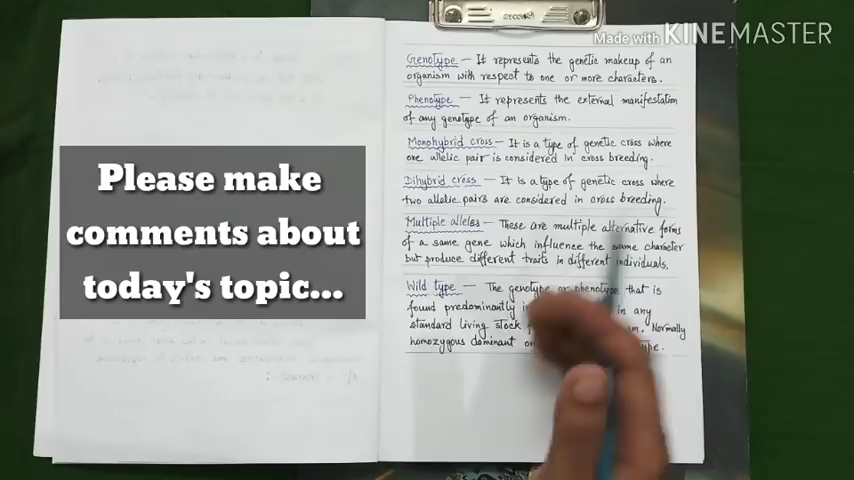 Made with KINEMASTER
Genotype — It represents the genetic makeup of an
organism with respect to one or more characters.
Phenotype — It represents the external manifestation
of any genotype of an organism.
Monohybrid cross — It is a type of genetic cross where
one allelic pair is considered in cross breeding.
Dihybrid cross — It is a type of genetic cross where
two allelic pairs are considered in cross breeding.
Multiple alleles — These are multiple alternative forms
of a same gene which influence the same character
but produce different traits in different individuals.
Wild type — The genotype or phenotype that is
found predominantly in any
standard living stock Normally
homozygous dominant
Please make
comments about
today's topic...